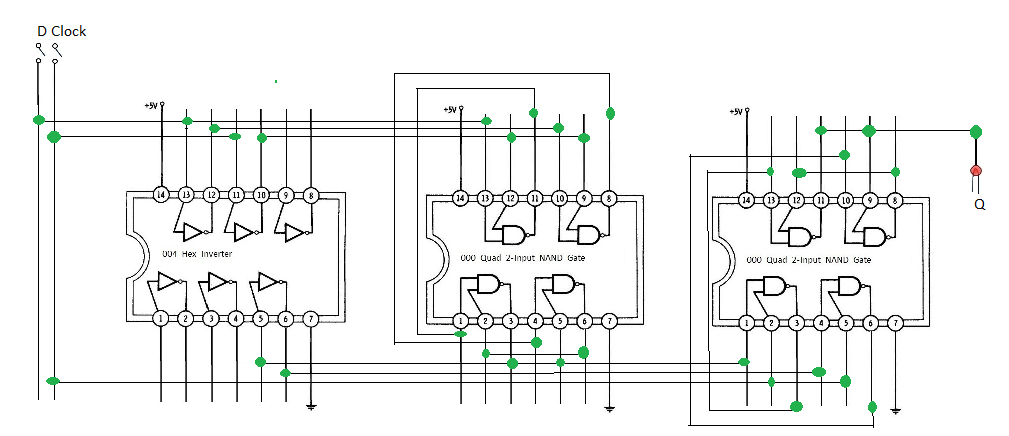 D Clock
+5V +5V +5V
14 13 12 11 10 9 8
14 13 12 11 10 9 8
14 13 12 11 10 9 8
Q
004 Hex Inverter
000 Quad 2-Input NAND Gate
000 Quad 2-Input NAND Gate
1 2 3 4 5 6 7
1 2 3 4 5 6 7
1 2 3 4 5 6 7